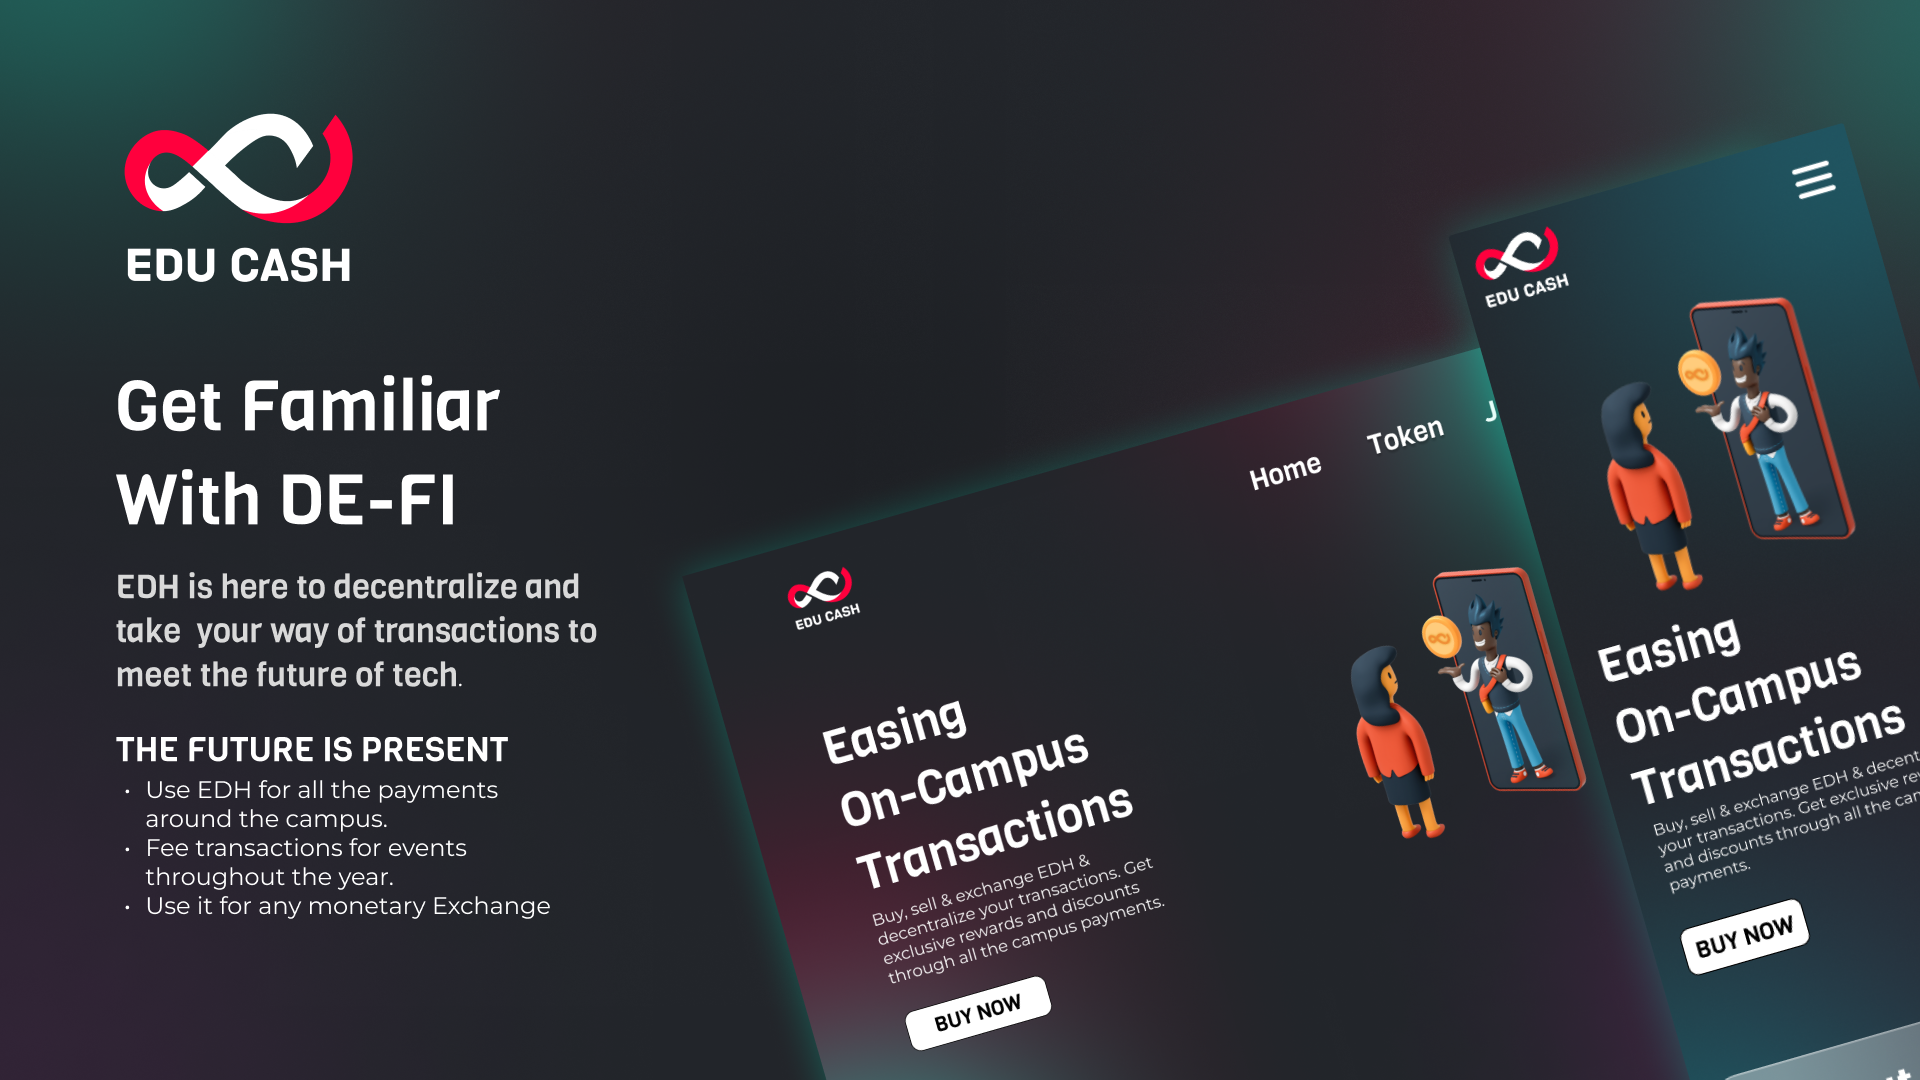 EDU CASH
Get Familiar
With DE-FI
EDH is here to decentralize and
take  your way of transactions to
meet the future of tech.
THE FUTURE IS PRESENT
• Use EDH for all the payments
around the campus.
• Fee transactions for events
throughout the year.
• Use it for any monetary Exchange
Home Token J
EDU CASH
Easing
On-Campus
Transactions
Buy, sell & exchange EDH &
decentralize your transactions. Get
exclusive rewards and discounts
through all the campus payments.
BUY NOW
EDU CASH
Easing
On-Campus
Transactions
Buy, sell & exchange EDH & decent
your transactions. Get exclusive re
and discounts through all the can
payments.
BUY NOW